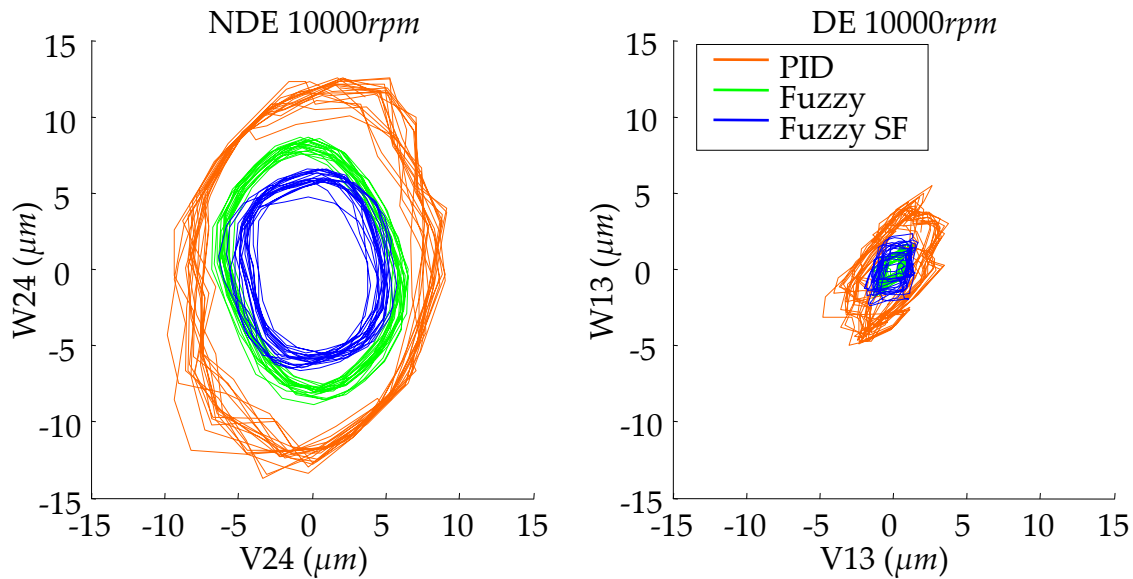 NDE 10000rpm
15
10
5
0
-5
-10
-15
W24 (μm)
-15 -10 -5 0 5 10 15
V24 (μm)
DE 10000rpm
PID
Fuzzy
Fuzzy SF
15
10
5
0
-5
-10
-15
W13 (μm)
-15 -10 -5 0 5 10 15
V13 (μm)